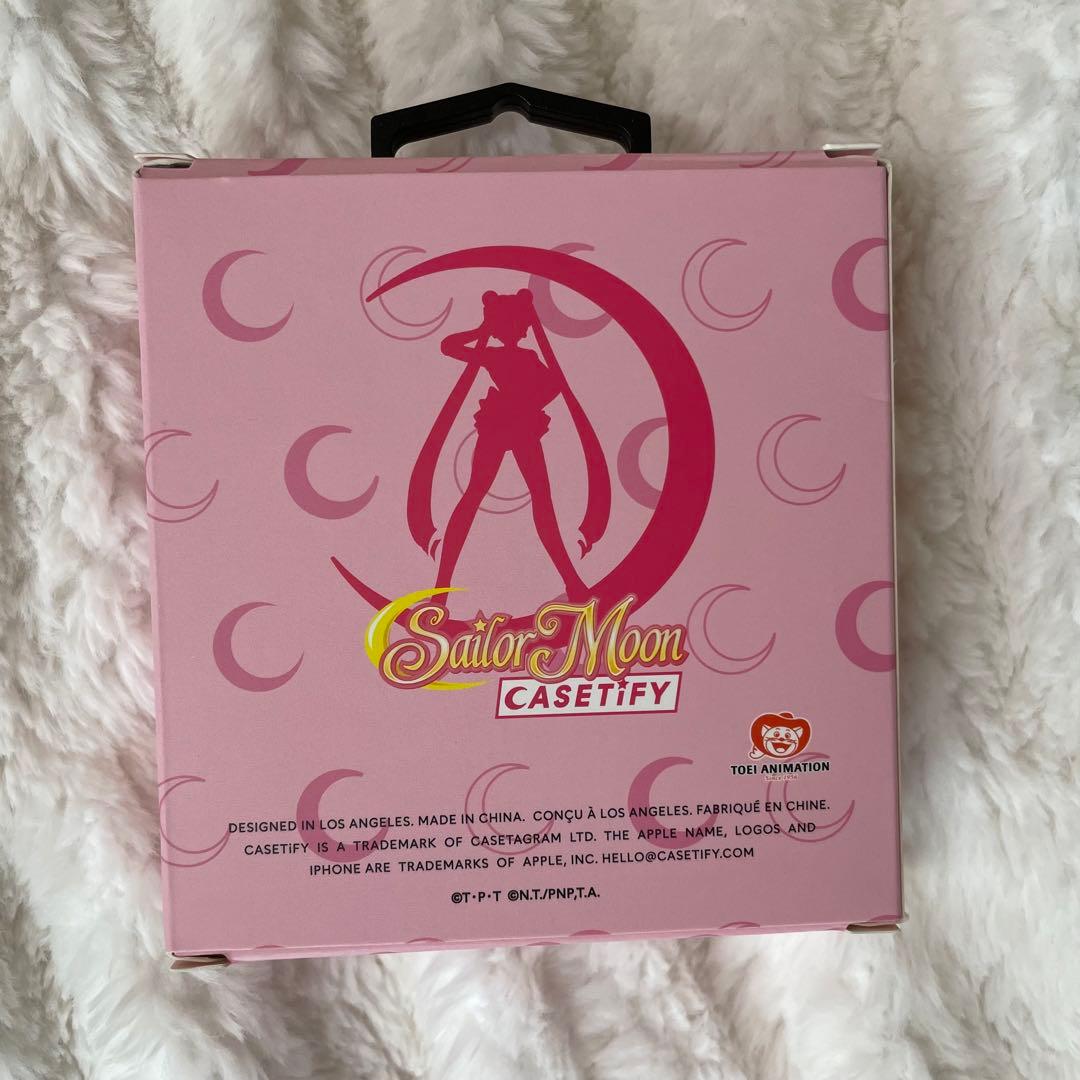 Sailor Moon
CASETiFY
TOEI ANIMATION
Since 1956
DESIGNED IN LOS ANGELES. MADE IN CHINA. CONÇU À LOS ANGELES. FABRIQUÉ EN CHINE.
CASETiFY IS A TRADEMARK OF CASETAGRAM LTD. THE APPLE NAME, LOGOS AND
IPHONE ARE TRADEMARKS OF APPLE, INC. HELLO@CASETIFY.COM
©T・P・T ©N.T./PNP,T.A.